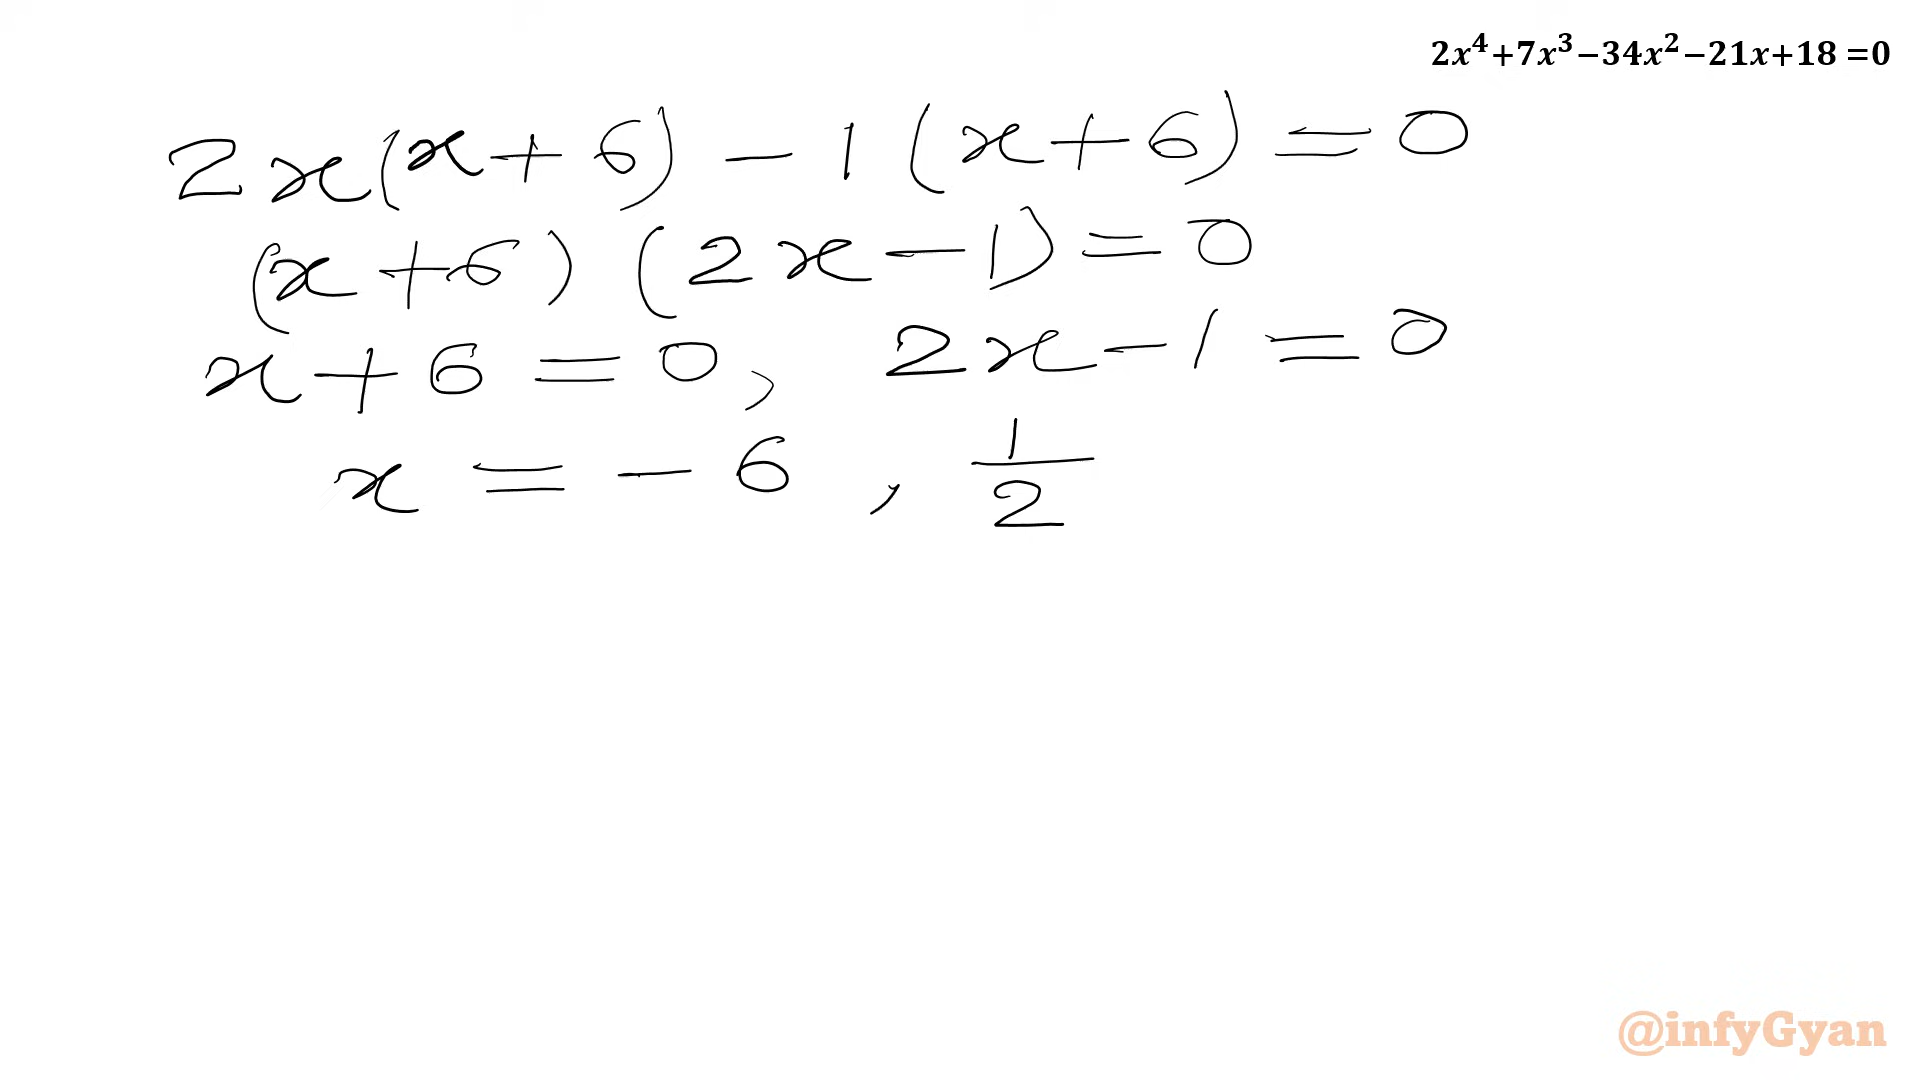 2x⁴+7x³−34x²−21x+18 =0
2x(x+6) − 1 (x+6) = 0
(x+6) (2x−1) = 0
x+6 = 0, 2x−1 = 0
x = −6 , 1/2
@infyGyan